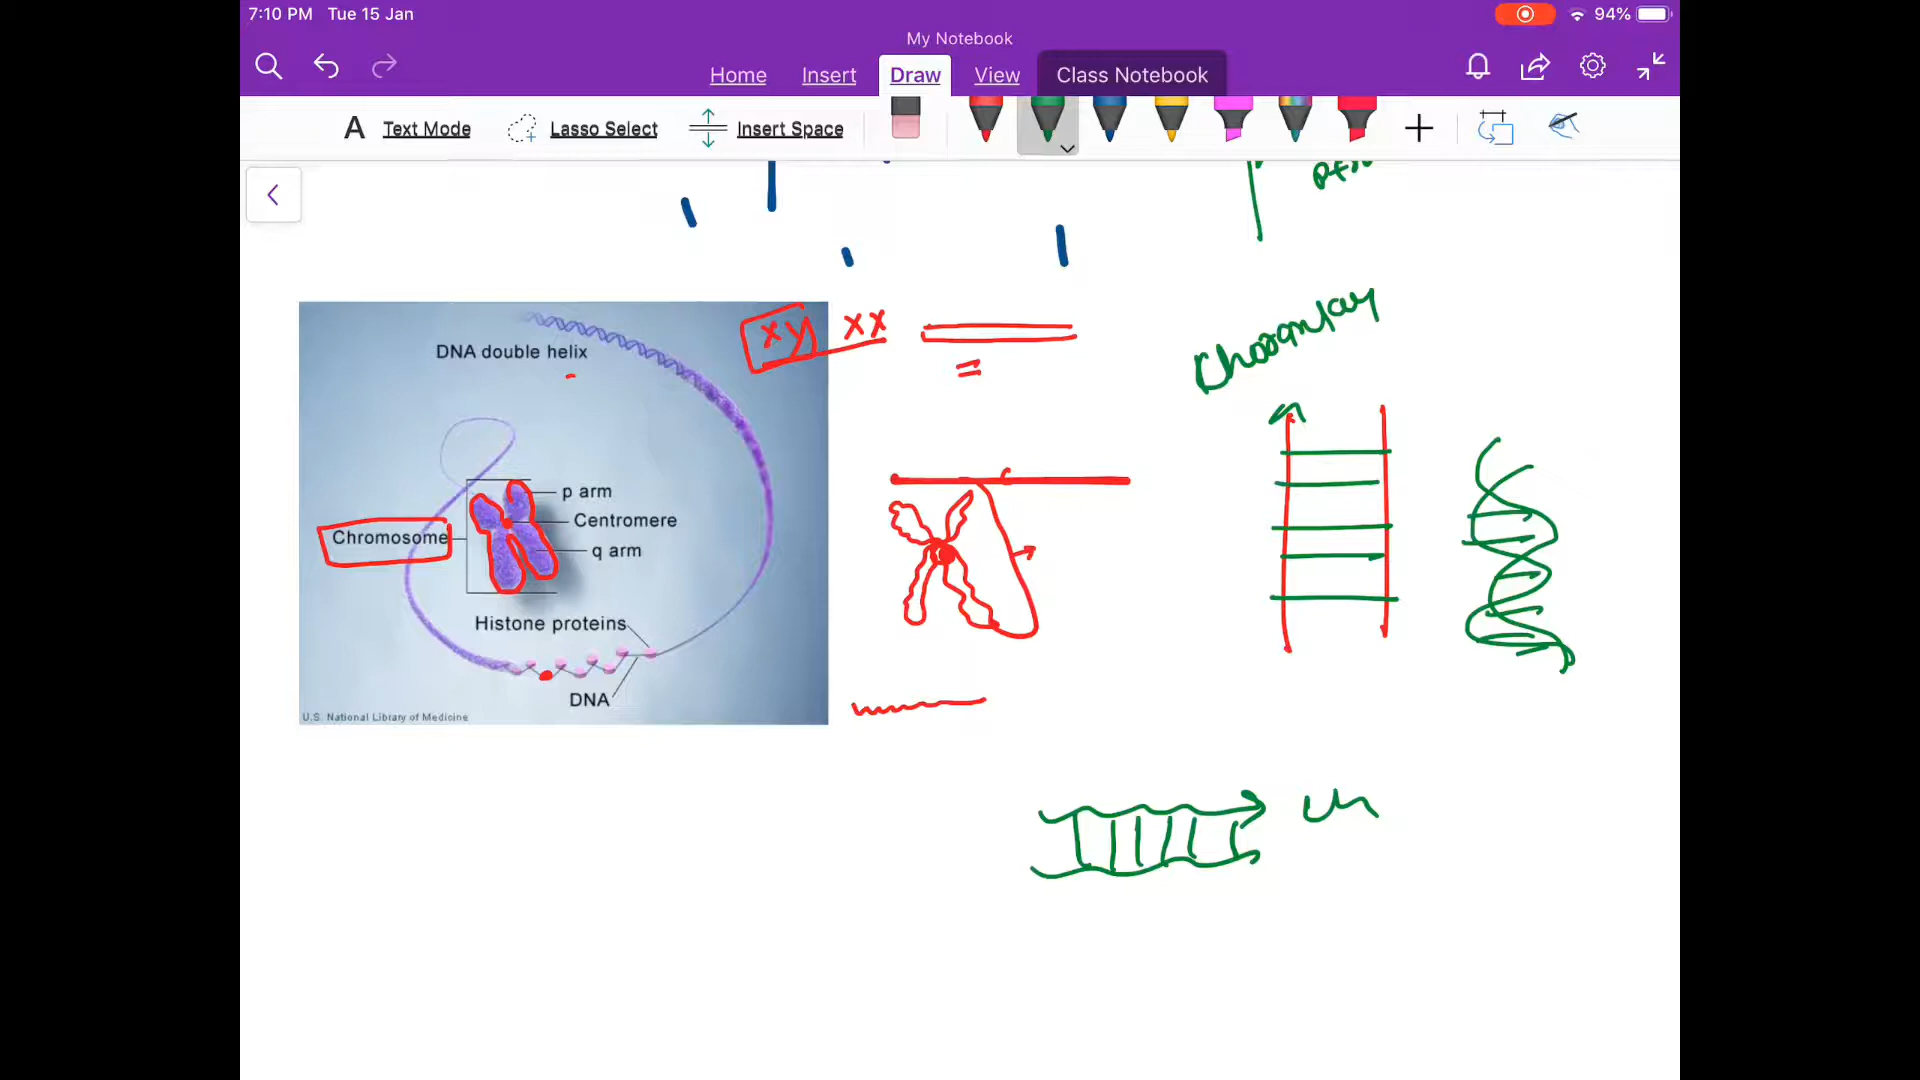 7:10 PM Tue 15 Jan
94%
My Notebook
Home Insert Draw View Class Notebook
A Text Mode Lasso Select Insert Space
xy xx
=
DNA double helix
p arm
Centromere
Chromosome
q arm
Histone proteins
DNA
U.S. National Library of Medicine